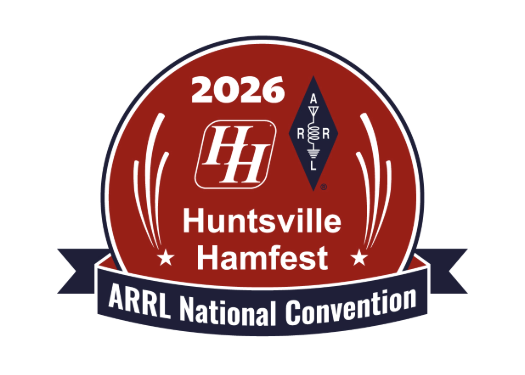 2026
HH
A
R R
L
®
Huntsville
Hamfest
ARRL National Convention